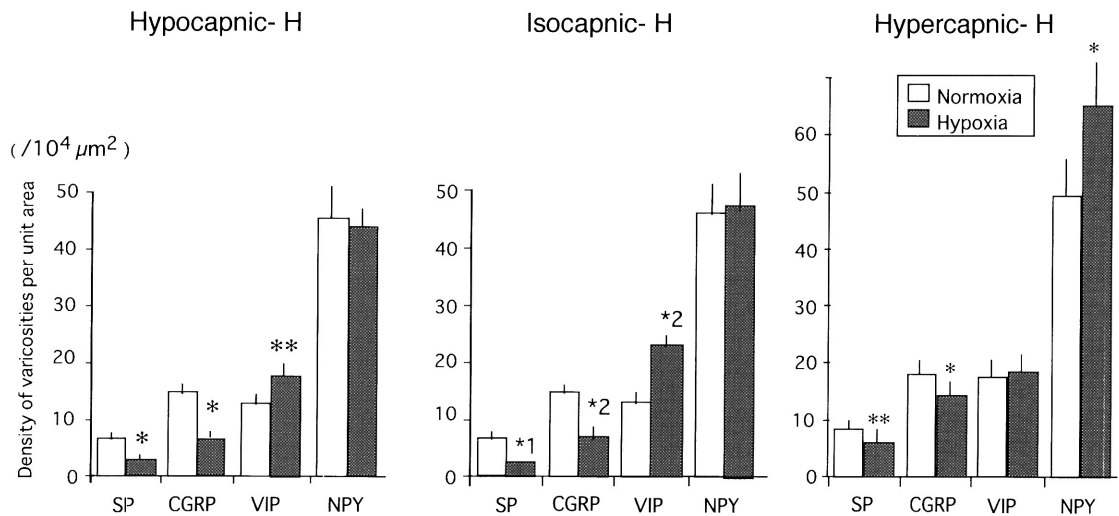 Hypocapnic- H
Isocapnic- H
Hypercapnic- H
Normoxia
Hypoxia
(/10⁴ µm²)
Density of varicosities per unit area
50
40
30
20
10
0
*
*
**
SP
CGRP
VIP
NPY
50
40
30
20
10
0
*1
*2
*2
SP
CGRP
VIP
NPY
60
50
40
30
20
10
0
**
*
*
SP
CGRP
VIP
NPY